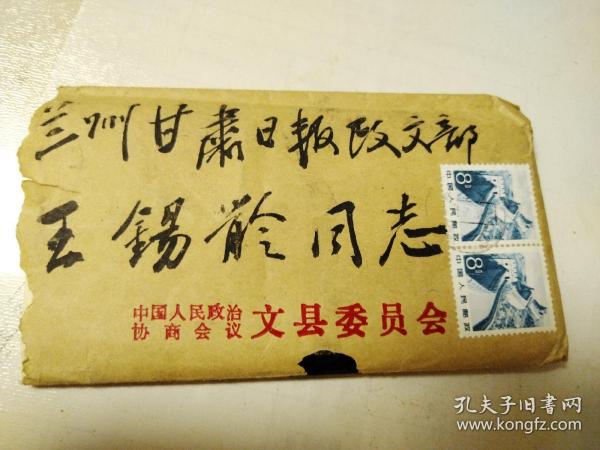 兰州甘肃日报政文部
王锡龄同志
中国人民政治
协商会议 文县委员会
8分
中国人民邮政
8分
中国人民邮政
孔夫子旧书网
www.kongfz.com